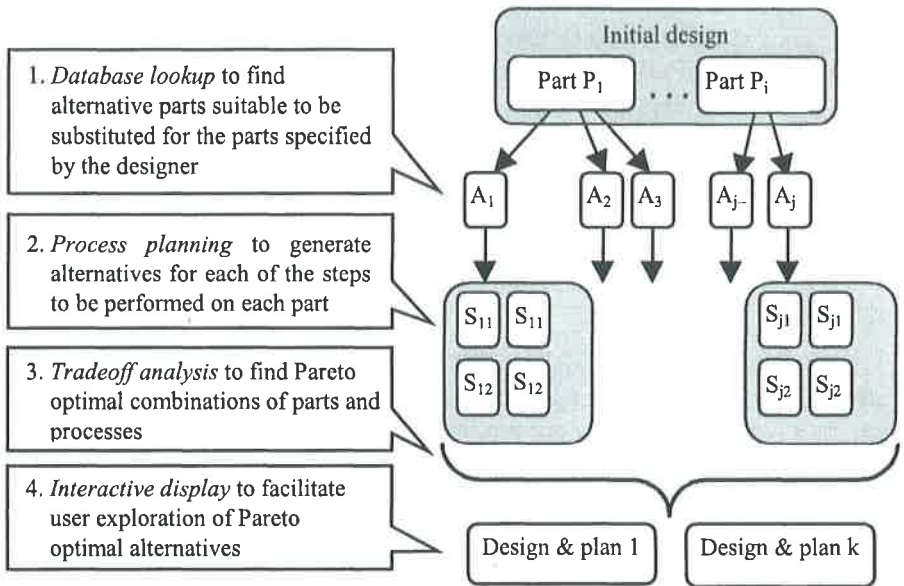 Initial design
Part P₁ . . . Part Pᵢ
1. Database lookup to find
alternative parts suitable to be
substituted for the parts specified
by the designer
A₁ A₂ A₃ Aⱼ₋ Aⱼ
2. Process planning to generate
alternatives for each of the steps
to be performed on each part
S₁₁ S₁₁ Sⱼ₁ Sⱼ₁
S₁₂ S₁₂ Sⱼ₂ Sⱼ₂
3. Tradeoff analysis to find Pareto
optimal combinations of parts and
processes
4. Interactive display to facilitate
user exploration of Pareto
optimal alternatives
Design & plan 1 Design & plan k